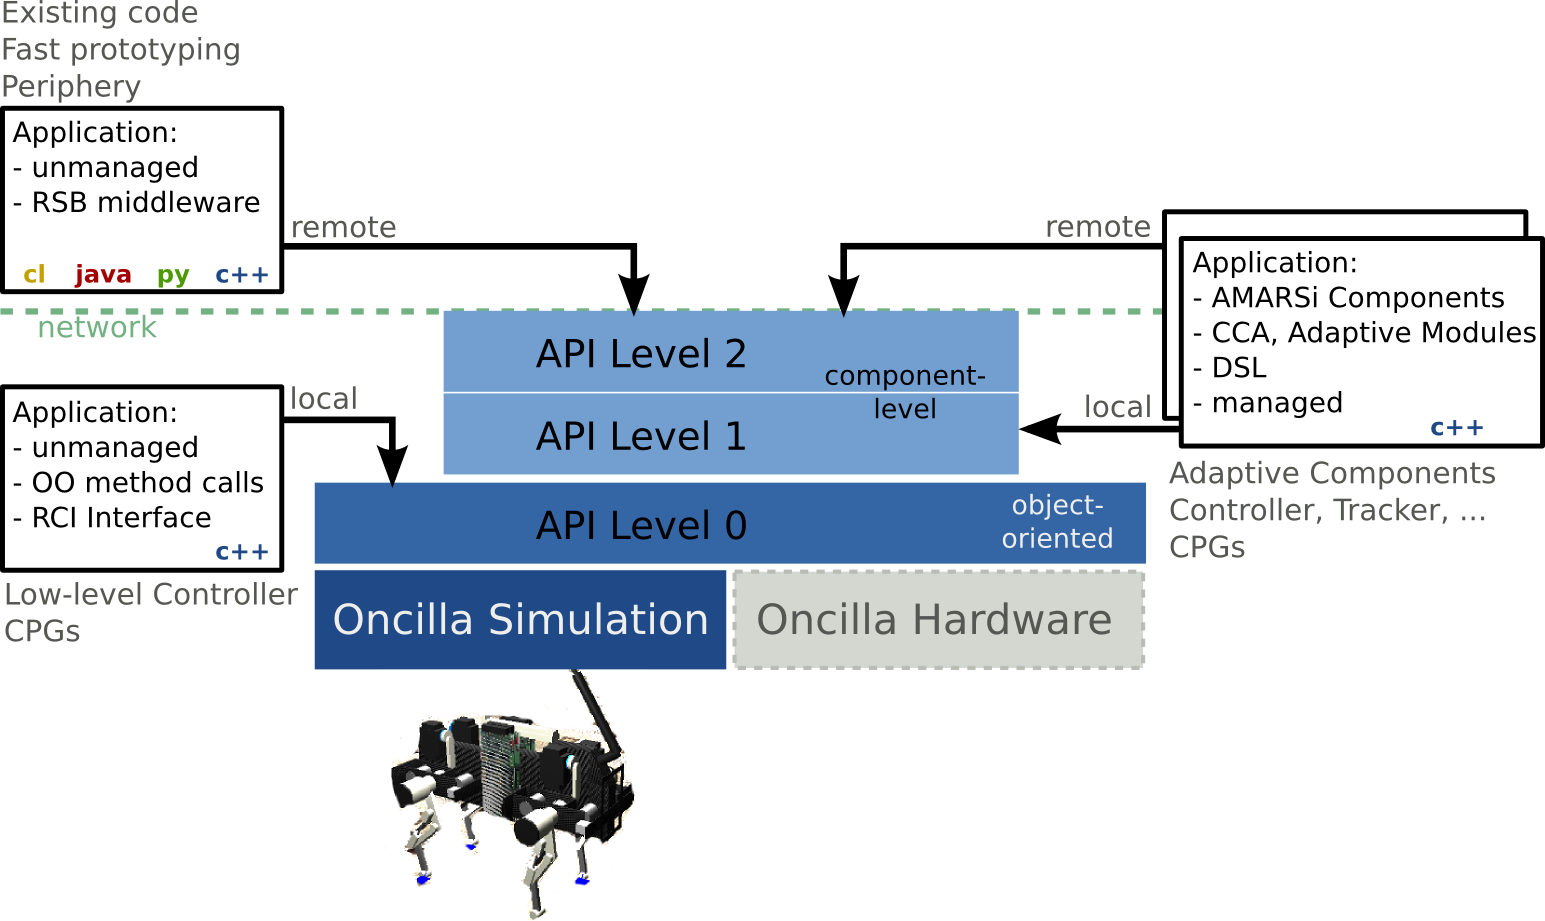 Existing code
Fast prototyping
Periphery
Application:
- unmanaged
- RSB middleware
cl java py c++
remote
network
Application:
- unmanaged
- OO method calls
- RCI Interface
c++
local
Low-level Controller
CPGs
remote
Application:
- AMARSi Components
- CCA, Adaptive Modules
- DSL
- managed
c++
local
Adaptive Components
Controller, Tracker, ...
CPGs
API Level 2
component-
level
API Level 1
API Level 0
object-
oriented
Oncilla Simulation
Oncilla Hardware